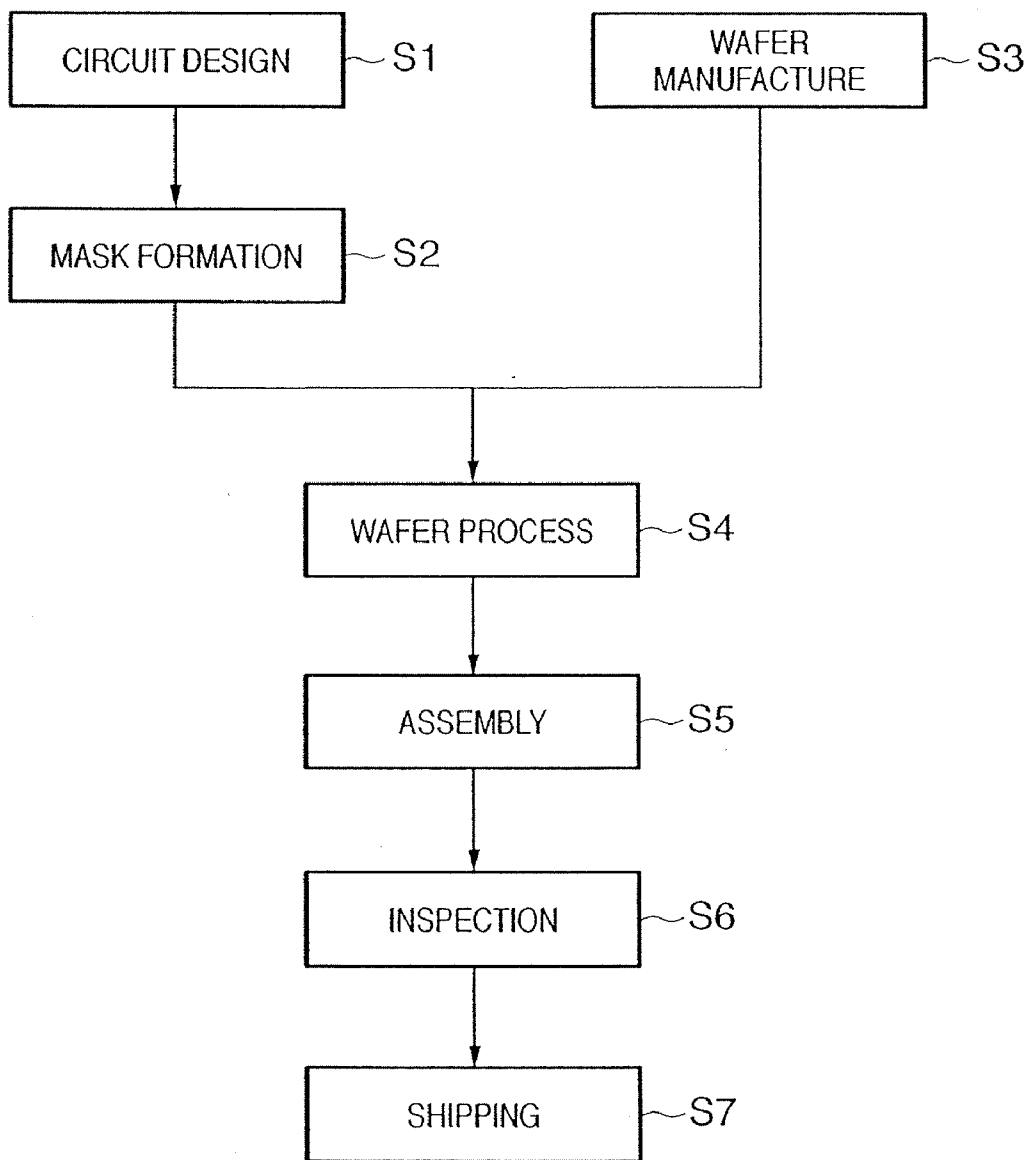 CIRCUIT DESIGN
S1
WAFER
MANUFACTURE
S3
MASK FORMATION
S2
WAFER PROCESS
S4
ASSEMBLY
S5
INSPECTION
S6
SHIPPING
S7